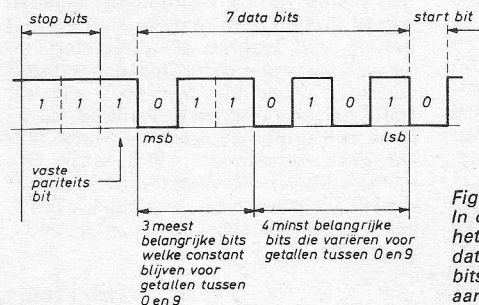 stop bits
7 data bits
start bit
1 1 1 0 1 1 0 1 0 1 0
msb
lsb
vaste
pariteits
bit
3 meest
belangrijke bits
welke constant
blijven voor
getallen tussen
0 en 9
4 minst belangrijke
bits die variëren voor
getallen tussen 0 en 9
Fig
In
het
dat
bits
aan